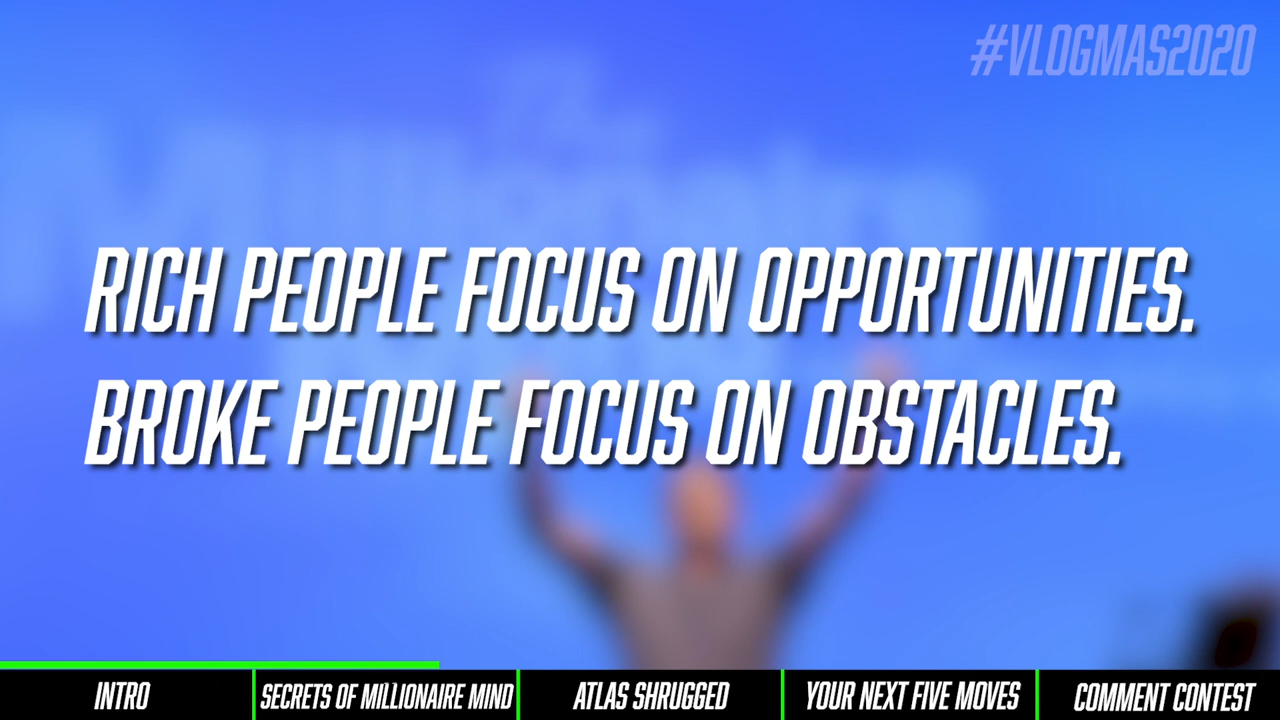 #VLOGMAS2020
RICH PEOPLE FOCUS ON OPPORTUNITIES.
BROKE PEOPLE FOCUS ON OBSTACLES.
INTRO
SECRETS OF MILLIONAIRE MIND
ATLAS SHRUGGED
YOUR NEXT FIVE MOVES
COMMENT CONTEST